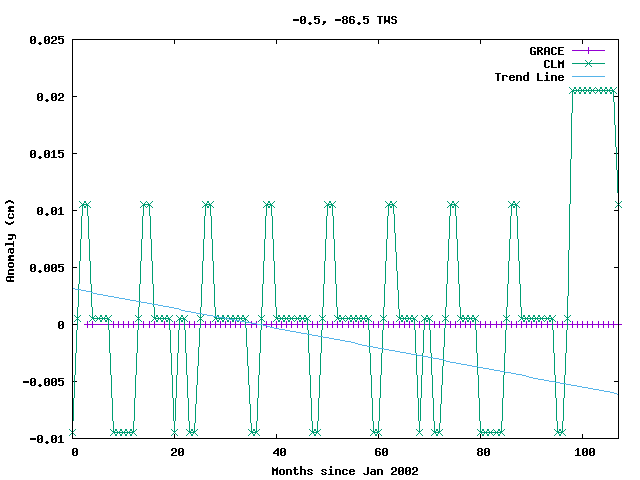 -0.5, -86.5 TWS
GRACE
CLM
Trend Line
0.025
0.02
0.015
0.01
0.005
0
-0.005
-0.01
Anomaly (cm)
0 20 40 60 80 100
Months since Jan 2002